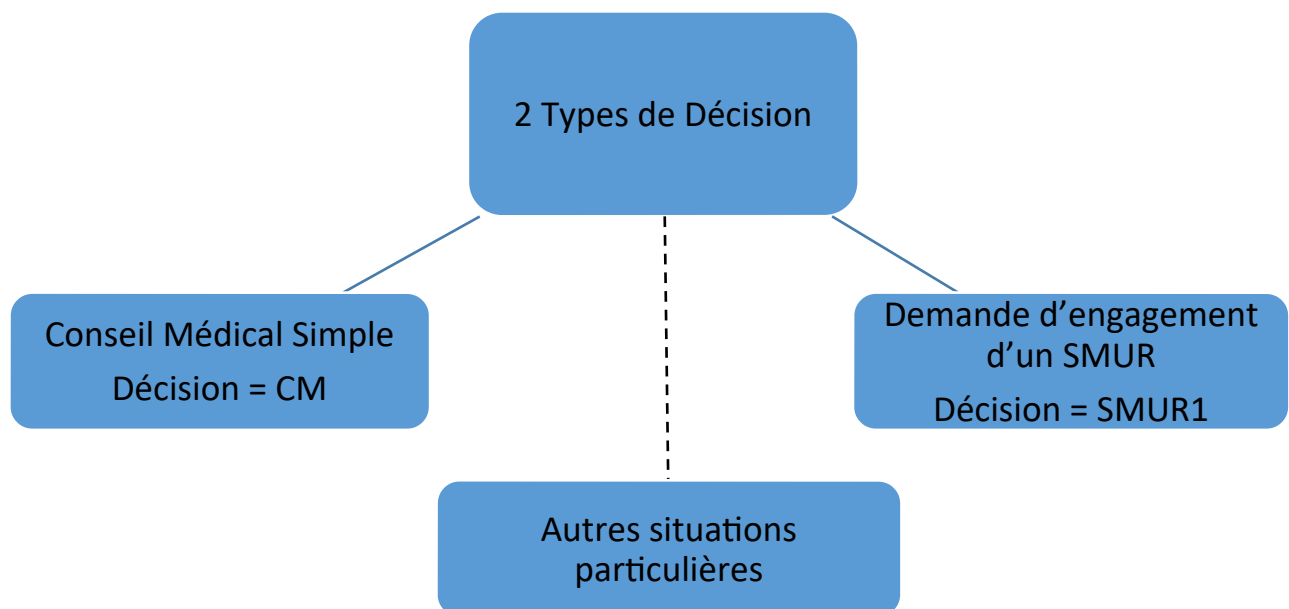 2 Types de Décision
Conseil Médical Simple
Décision = CM
Demande d’engagement
d’un SMUR
Décision = SMUR1
Autres situations
particulières